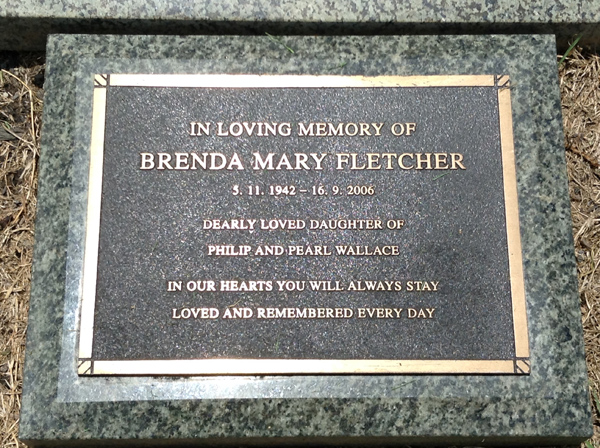 IN LOVING MEMORY OF
BRENDA MARY FLETCHER
5. 11. 1942 – 16. 9. 2006
DEARLY LOVED DAUGHTER OF
PHILIP AND PEARL WALLACE
IN OUR HEARTS YOU WILL ALWAYS STAY
LOVED AND REMEMBERED EVERY DAY